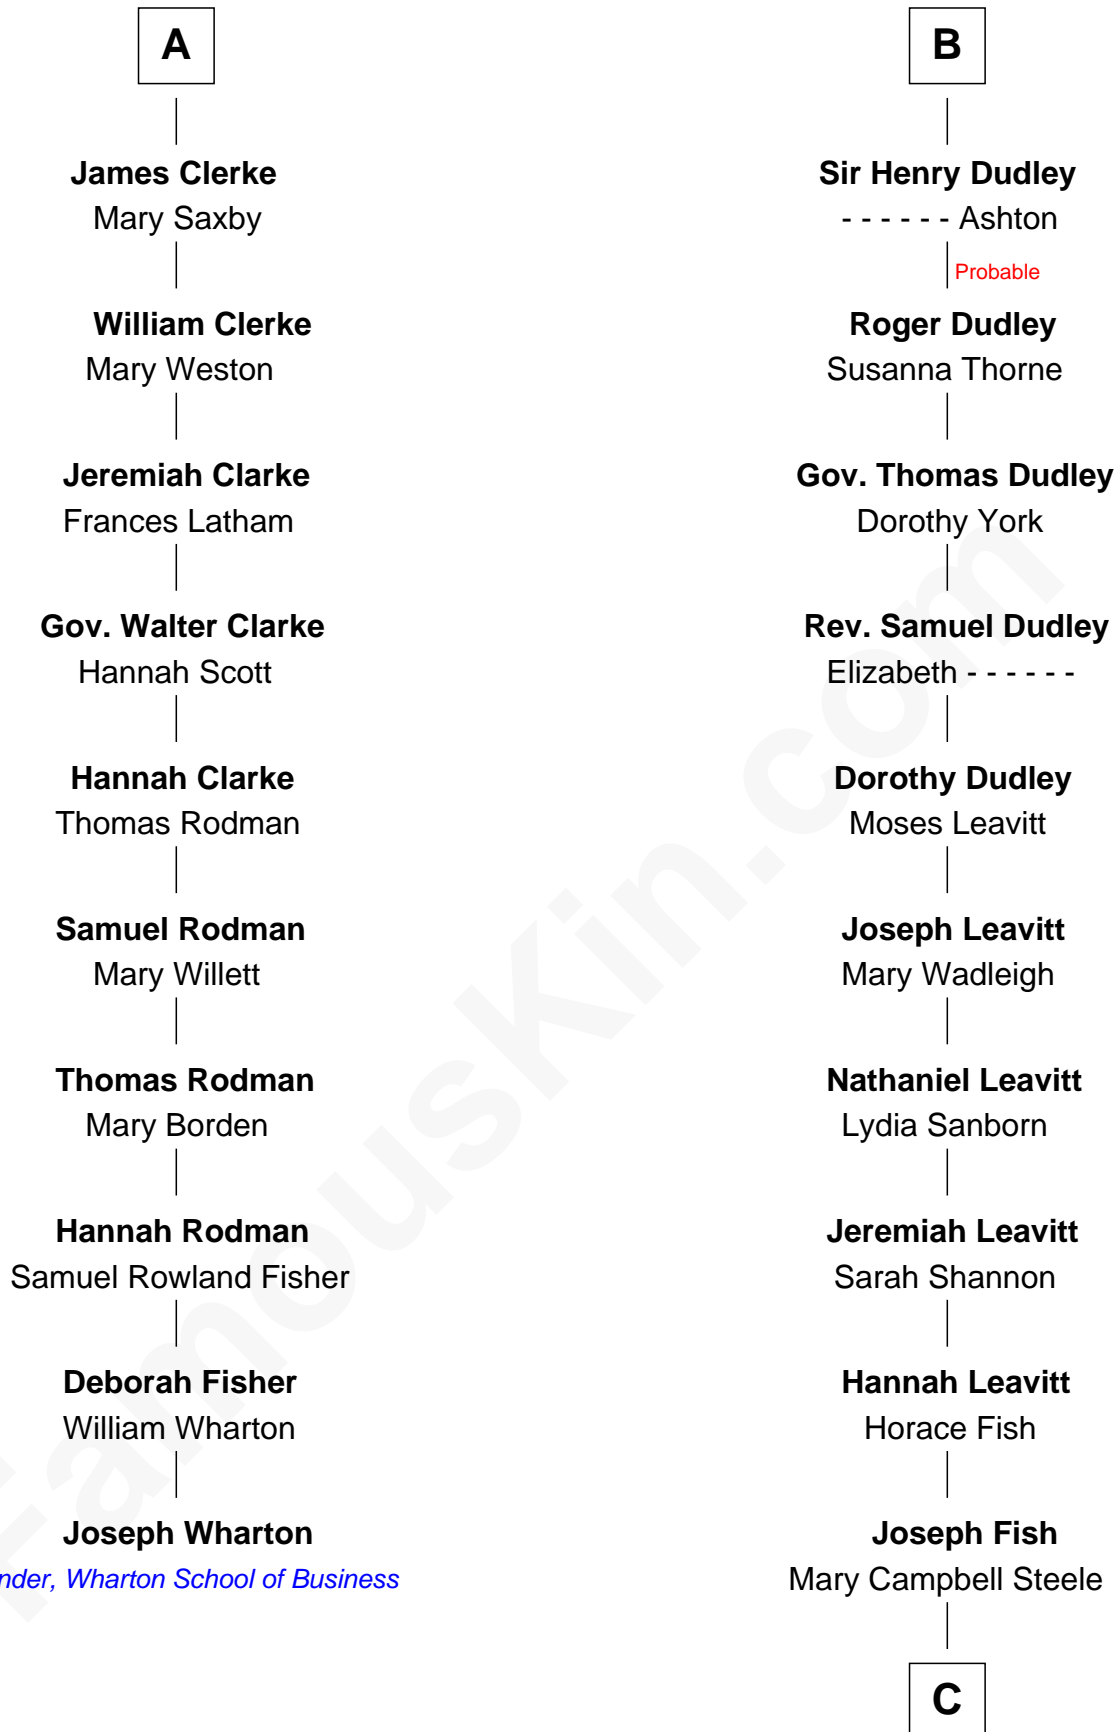 A
James Clerke
Mary Saxby
William Clerke
Mary Weston
Jeremiah Clarke
Frances Latham
Gov. Walter Clarke
Hannah Scott
Hannah Clarke
Thomas Rodman
Samuel Rodman
Mary Willett
Thomas Rodman
Mary Borden
Hannah Rodman
Samuel Rowland Fisher
Deborah Fisher
William Wharton
Joseph Wharton
nder, Wharton School of Business
B
Sir Henry Dudley
- - - - - - Ashton
Probable
Roger Dudley
Susanna Thorne
Gov. Thomas Dudley
Dorothy York
Rev. Samuel Dudley
Elizabeth - - - - - -
Dorothy Dudley
Moses Leavitt
Joseph Leavitt
Mary Wadleigh
Nathaniel Leavitt
Lydia Sanborn
Jeremiah Leavitt
Sarah Shannon
Hannah Leavitt
Horace Fish
Joseph Fish
Mary Campbell Steele
C
FamousKin.com